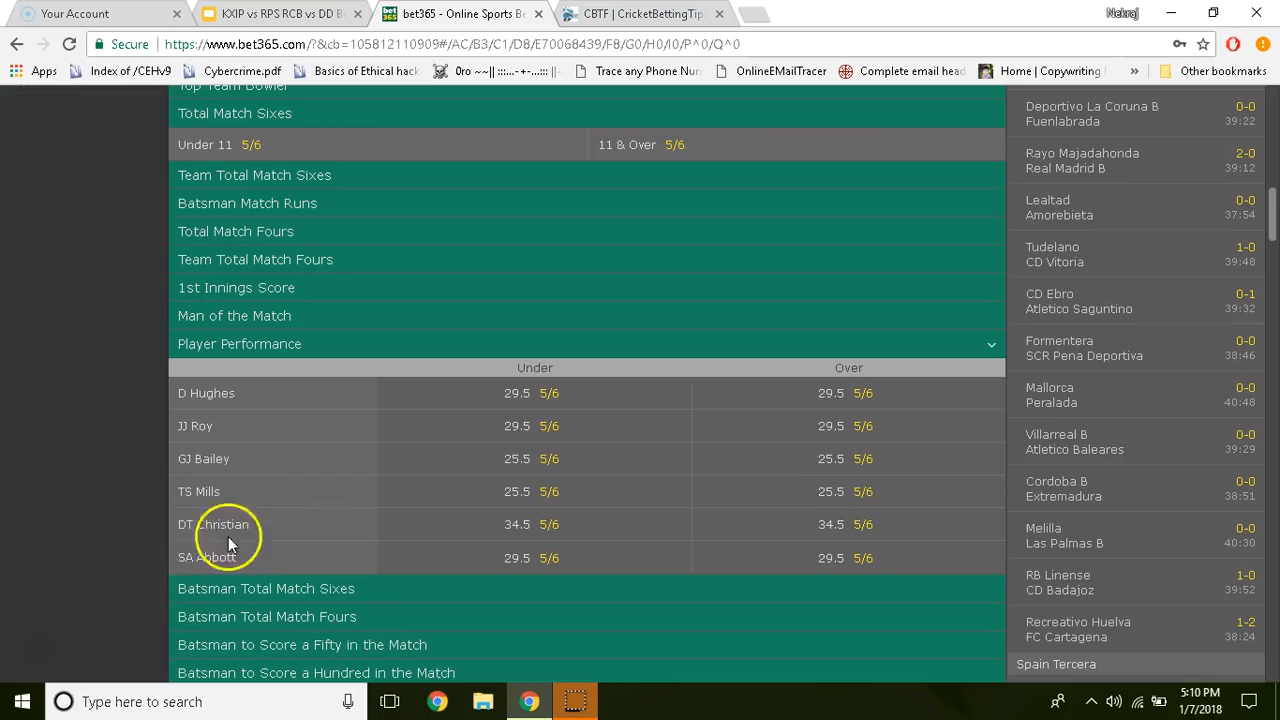 Your Account
KXIP vs RPS RCB vs DD B
bet365 - Online Sports Be
CBTF | CricketBettingTip
Nekraj
Secure https://www.bet365.com/?&cb=105812110909#/AC/B3/C1/D8/E70068439/F8/G0/H0/I0/P^0/Q^0
Apps Index of /CEHv9 Cybercrime.pdf Basics of Ethical hack 0ro ~~|| :::...-+-...::: Trace any Phone Num OnlineEMailTracer Complete email head Home | Copywriting » Other bookmarks
Top Team Bowler
Total Match Sixes
Under 11 5/6 11 & Over 5/6
Team Total Match Sixes
Batsman Match Runs
Total Match Fours
Team Total Match Fours
1st Innings Score
Man of the Match
Player Performance
Under Over
D Hughes 29.5 5/6 29.5 5/6
JJ Roy 29.5 5/6 29.5 5/6
GJ Bailey 25.5 5/6 25.5 5/6
TS Mills 25.5 5/6 25.5 5/6
DT Christian 34.5 5/6 34.5 5/6
SA Abbott 29.5 5/6 29.5 5/6
Batsman Total Match Sixes
Batsman Total Match Fours
Batsman to Score a Fifty in the Match
Batsman to Score a Hundred in the Match
Deportivo La Coruna B 0-0
Fuenlabrada 39:22
Rayo Majadahonda 2-0
Real Madrid B 39:12
Lealtad 0-0
Amorebieta 37:54
Tudelano 1-0
CD Vitoria 39:48
CD Ebro 0-1
Atletico Saguntino 39:32
Formentera 0-0
SCR Pena Deportiva 38:46
Mallorca 0-0
Peralada 40:48
Villarreal B 0-0
Atletico Baleares 39:29
Cordoba B 0-0
Extremadura 38:51
Melilla 0-0
Las Palmas B 40:30
RB Linense 1-0
CD Badajoz 39:52
Recreativo Huelva 1-2
FC Cartagena 38:24
Spain Tercera
Type here to search
5:10 PM
1/7/2018